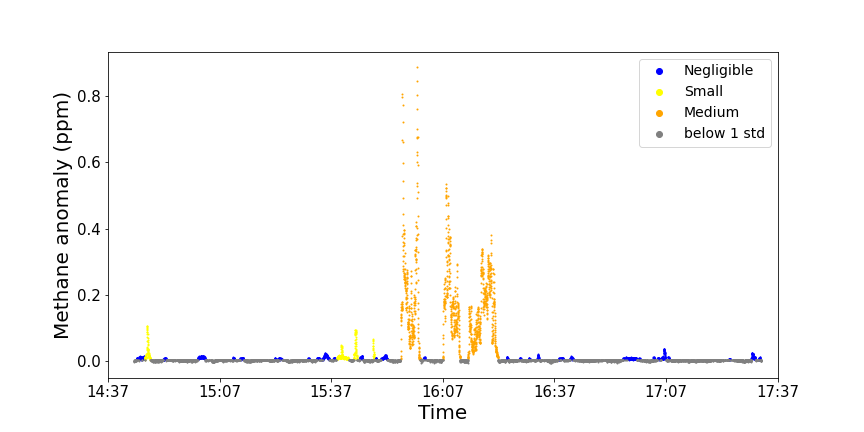 Methane anomaly (ppm)
0.8
0.6
0.4
0.2
0.0
Negligible
Small
Medium
below 1 std
14:37 15:07 15:37 16:07 16:37 17:07 17:37
Time